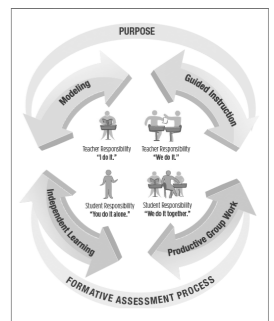 PURPOSE
Modeling
Guided Instruction
Teacher Responsibility
"I do it."
Teacher Responsibility
"We do it."
Student Responsibility
"You do it alone."
Student Responsibility
"We do it together."
Independent Learning
Productive Group Work
FORMATIVE ASSESSMENT PROCESS